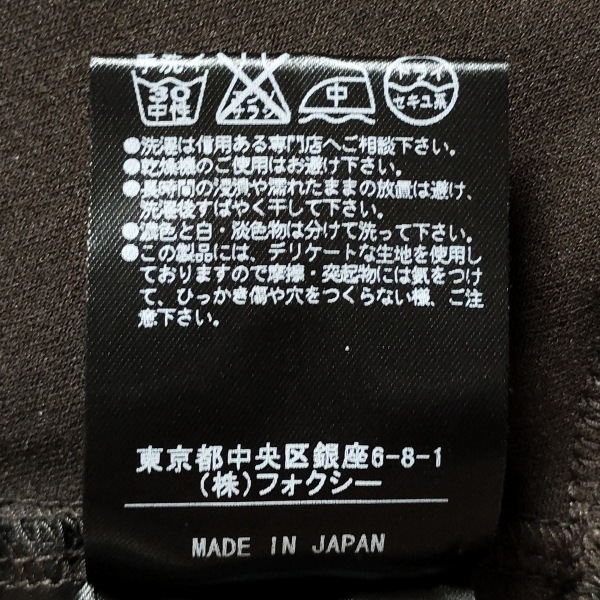 手洗イ
30
中性
エンソ
サラシ
中
ドライ
セキユ系
●洗濯は信用ある専門店へご相談下さい。
●乾燥機のご使用はお避け下さい。
●長時間の浸漬や濡れたままの放置は避け、
洗濯後すばやく干して下さい。
●濃色と白・淡色物は分けて洗って下さい。
●この製品には、デリケートな生地を使用し
ておりますので摩擦・突起物には気をつけ
て、ひっかき傷や穴をつくらない様、ご注
意下さい。
東京都中央区銀座6-8-1
(株)フォクシー
MADE IN JAPAN